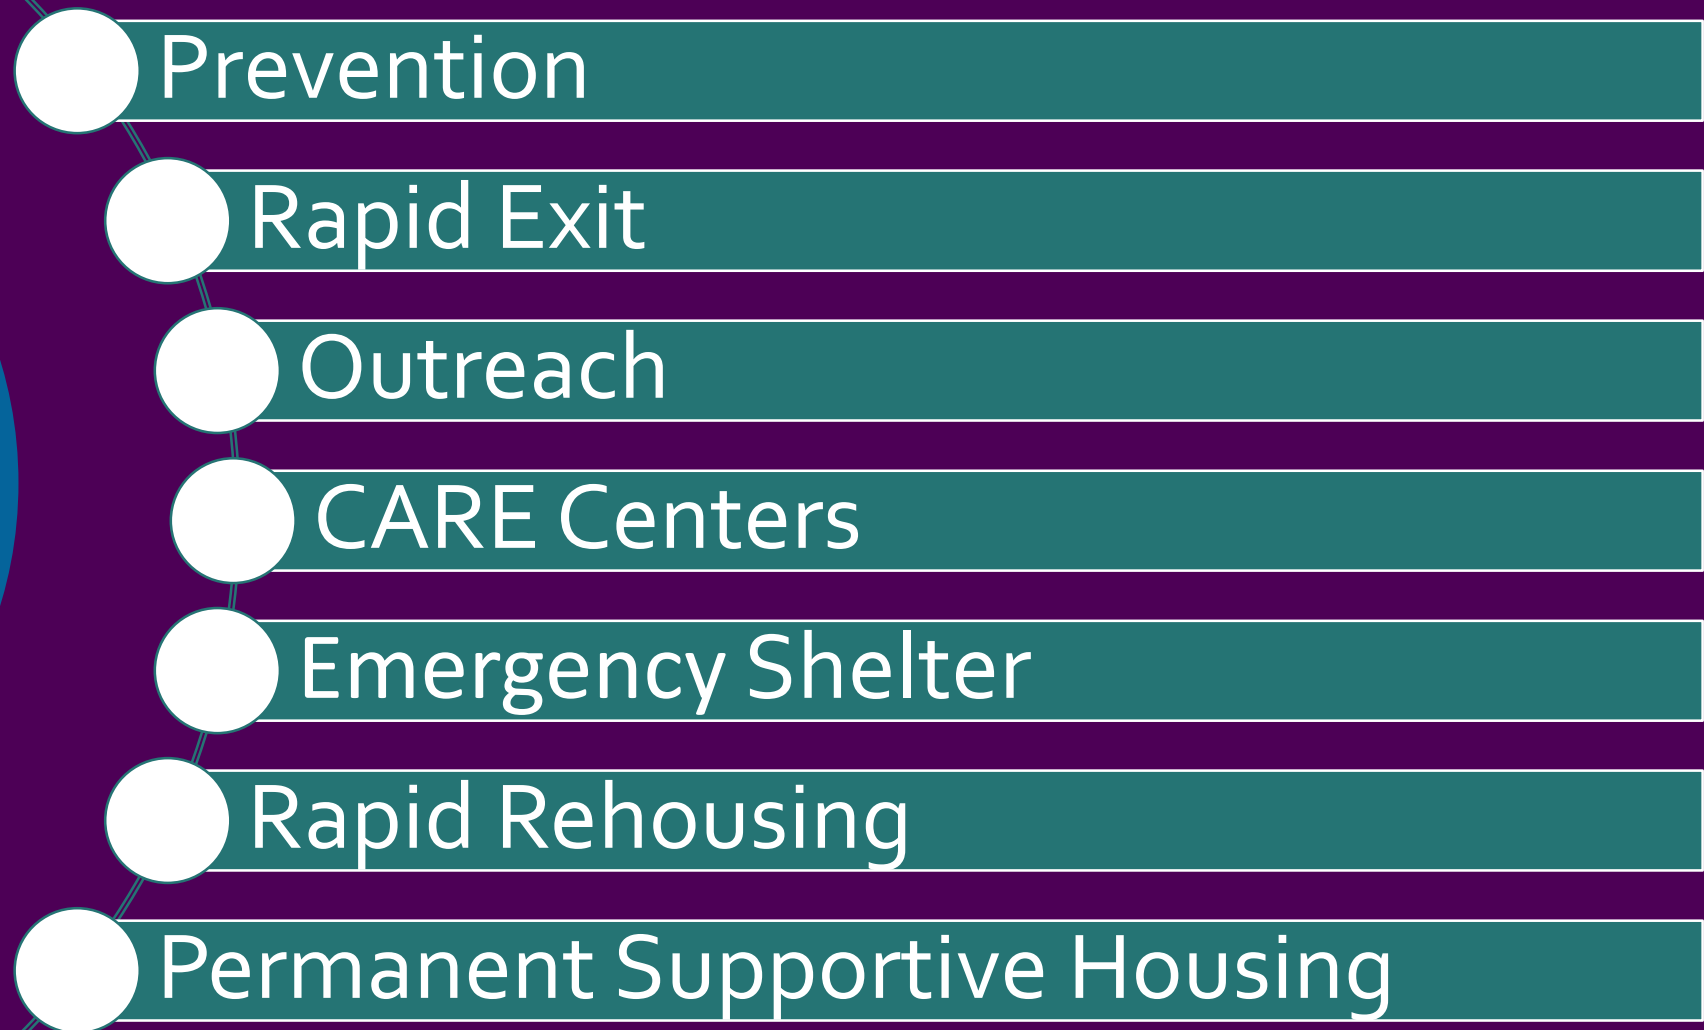 Prevention
Rapid Exit
Outreach
CARE Centers
Emergency Shelter
Rapid Rehousing
Permanent Supportive Housing